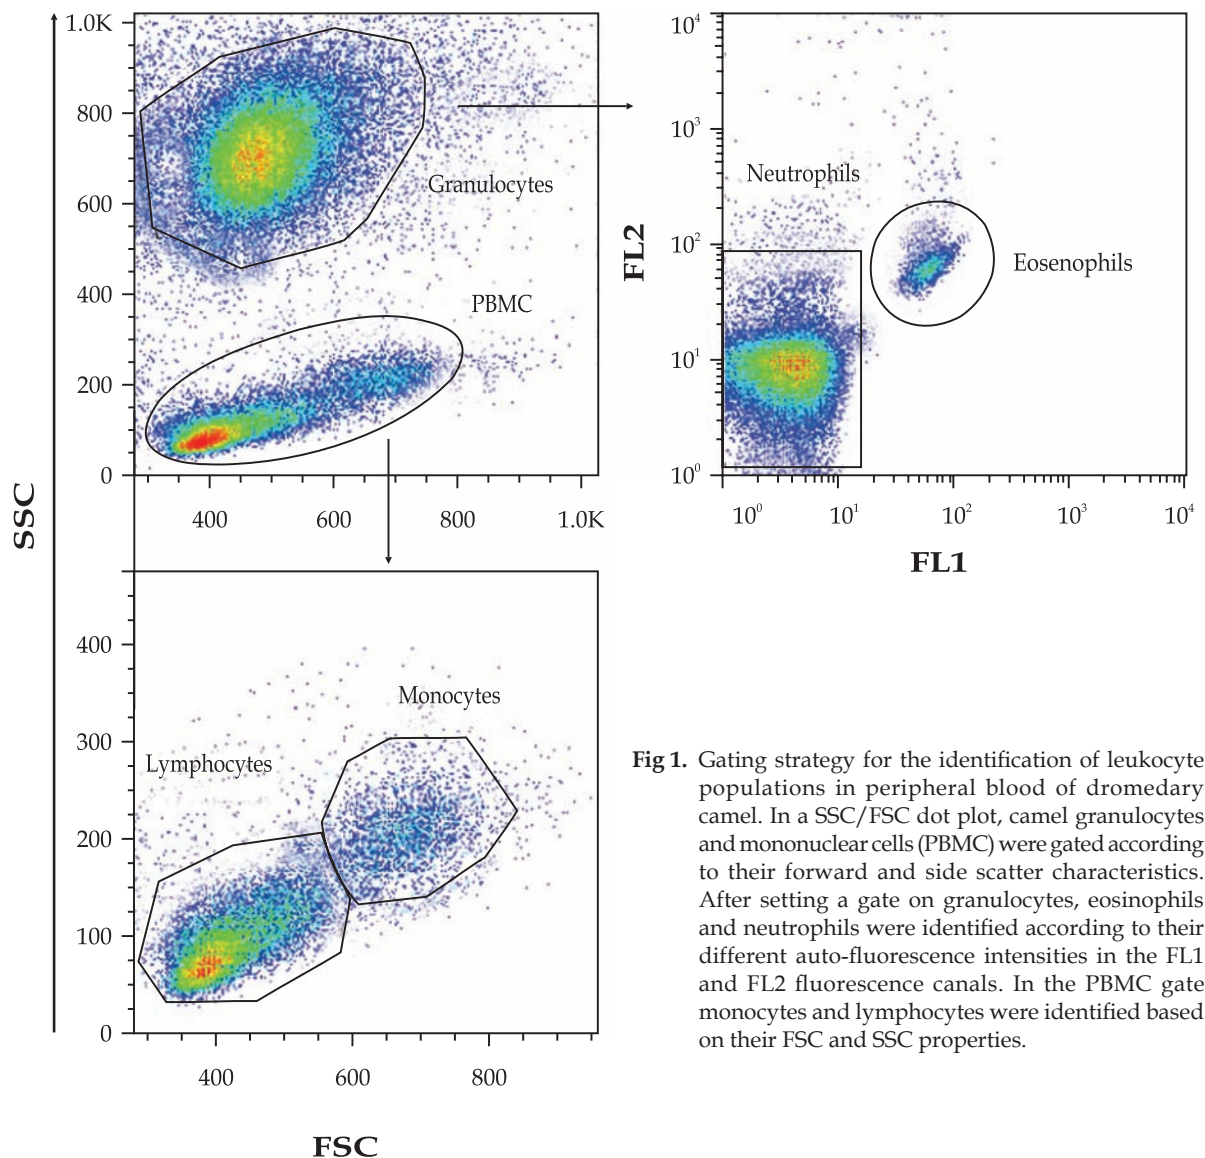 1.0K
800
600
400
200
0
Granulocytes
PBMC
400
600
800
1.0K
SSC
10⁴
10³
10²
10¹
10⁰
FL2
Neutrophils
Eosenophils
10⁰
10¹
10²
10³
10⁴
FL1
400
300
200
100
0
Monocytes
Lymphocytes
400
600
800
FSC
Fig 1. Gating strategy for the identification of leukocyte
populations in peripheral blood of dromedary
camel. In a SSC/FSC dot plot, camel granulocytes
and mononuclear cells (PBMC) were gated according
to their forward and side scatter characteristics.
After setting a gate on granulocytes, eosinophils
and neutrophils were identified according to their
different auto-fluorescence intensities in the FL1
and FL2 fluorescence canals. In the PBMC gate
monocytes and lymphocytes were identified based
on their FSC and SSC properties.